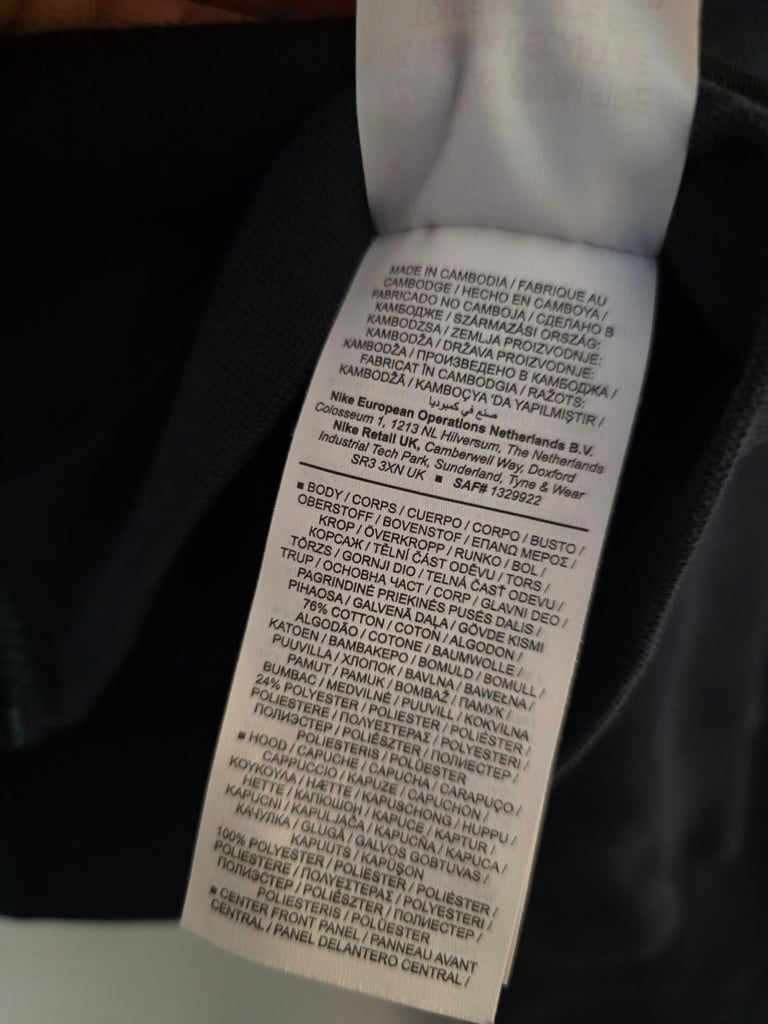 MADE IN CAMBODIA / FABRIQUE AU
CAMBODGE / HECHO EN CAMBOYA /
FABRICADO NO CAMBOJA / СДЕЛАНО В
КАМБОДЖЕ / SZÁRMAZÁSI ORSZÁG:
KAMBODZSA / ZEMLJA PROIZVODNJE:
KAMBODŽA / DRŽAVA PROIZVODNJE:
KAMBODŽA / ПРОИЗВЕДЕНО В КАМБОДЖА /
FABRICAT ÎN CAMBODGIA / RAŽOTS:
KAMBODŽĀ / KAMBOÇYA 'DA YAPILMIŞTIR /
صنع في كمبوديا
Nike European Operations Netherlands B.V.
Colosseum 1, 1213 NL Hilversum, The Netherlands
Nike Retail UK, Camberwell Way, Doxford
Industrial Tech Park, Sunderland, Tyne & Wear
SR3 3XN UK ■ SAF# 1329922
■ BODY / CORPS / CUERPO / CORPO / BUSTO /
OBERSTOFF / BOVENSTOF / ΕΠΑΝΩ ΜΕΡΟΣ /
KROP / ÖVERKROPP / RUNKO / BOL /
КОРСАЖ / TĚLNÍ ČÁST ODĚVU / TORS /
TÖRZS / GORNJI DIO / TELNÁ ČASŤ ODEVU /
TRUP / ОСНОВНА ЧАСТ / CORP / GLAVNI DEO /
PAGRINDINĖ PRIEKINĖS PUSĖS DALIS /
PIHAOSA / GALVENĀ DAĻA / GÖVDE KISMI
76% COTTON / COTON / ALGODON /
ALGODÃO / COTONE / BAUMWOLLE /
KATOEN / ΒΑΜΒΑΚΕΡΟ / BOMULD / BOMULL /
PUUVILLA / ХЛОПОК / BAVLNA / BAWEŁNA /
PAMUT / PAMUK / BOMBAŽ / ПАМУК /
BUMBAC / MEDVILNĖ / PUUVILL / KOKVILNA
24% POLYESTER / POLIESTER / POLIÉSTER /
POLIESTERE / ΠΟΛΥΕΣΤΕΡΑΣ / POLYESTERI /
ПОЛИЭСТЕР / POLIÉSZTER / ПОЛИЕСТЕР /
POLIESTERIS / POLÜESTER
■ HOOD / CAPUCHE / CAPUCHA / CARAPUÇO /
CAPPUCCIO / KAPUZE / CAPUCHON /
ΚΟΥΚΟΥΛΑ / HÆTTE / KAPUSCHONG / HUPPU /
HETTE / КАПЮШОН / KAPUCE / KAPTUR /
KAPUCNI / KAPULJAČA / KAPUCŇA / KAPUCA /
КАЧУЛКА / GLUGĂ / GALVOS GOBTUVAS /
KAPUUTS / KAPÜŞON
100% POLYESTER / POLIESTER / POLIÉSTER /
POLIESTERE / ΠΟΛΥΕΣΤΕΡΑΣ / POLYESTERI /
ПОЛИЭСТЕР / POLIÉSZTER / ПОЛИЕСТЕР /
POLIESTERIS / POLÜESTER
■ CENTER FRONT PANEL / PANNEAU AVANT
CENTRAL / PANEL DELANTERO CENTRAL /